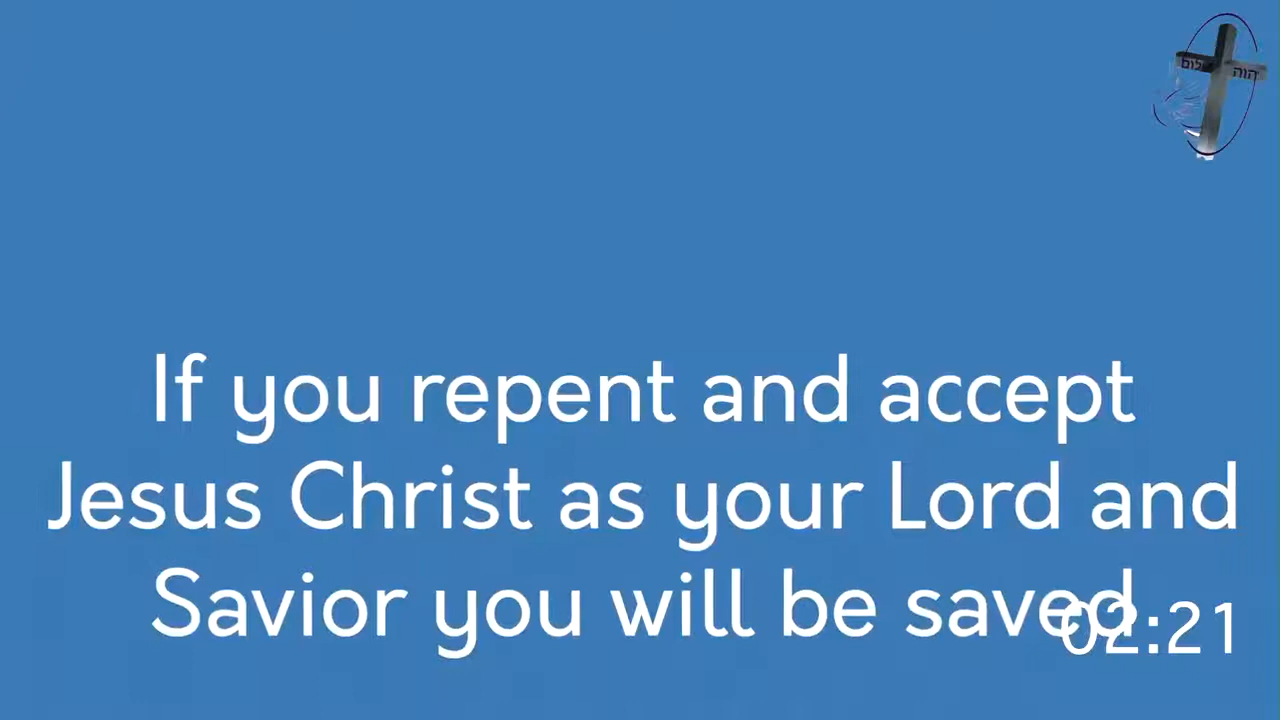 If you repent and accept
Jesus Christ as your Lord and
Savior you will be saved
02:21